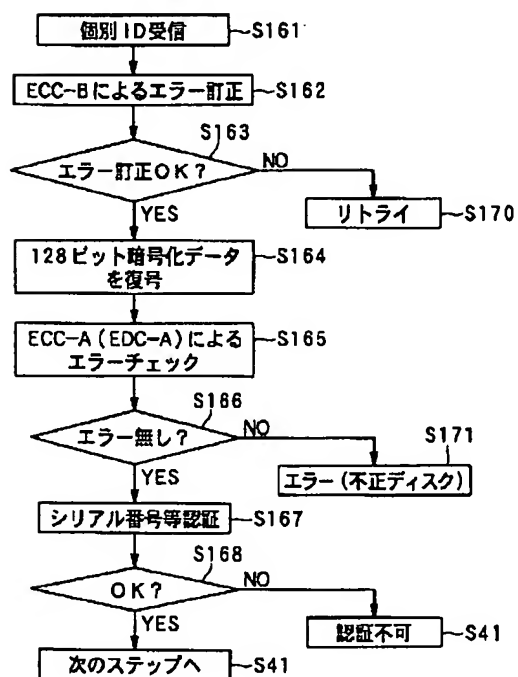 個別ID受信 S161
ECC-Bによるエラー訂正 S162
S163
エラー訂正OK? NO
YES
リトライ S170
128ビット暗号化データ
を復号 S164
ECC-A(EDC-A)による
エラーチェック S165
S166
エラー無し? NO
S171
YES
エラー(不正ディスク)
シリアル番号等認証 S167
S168
OK? NO
YES
認証不可 S41
次のステップへ S41